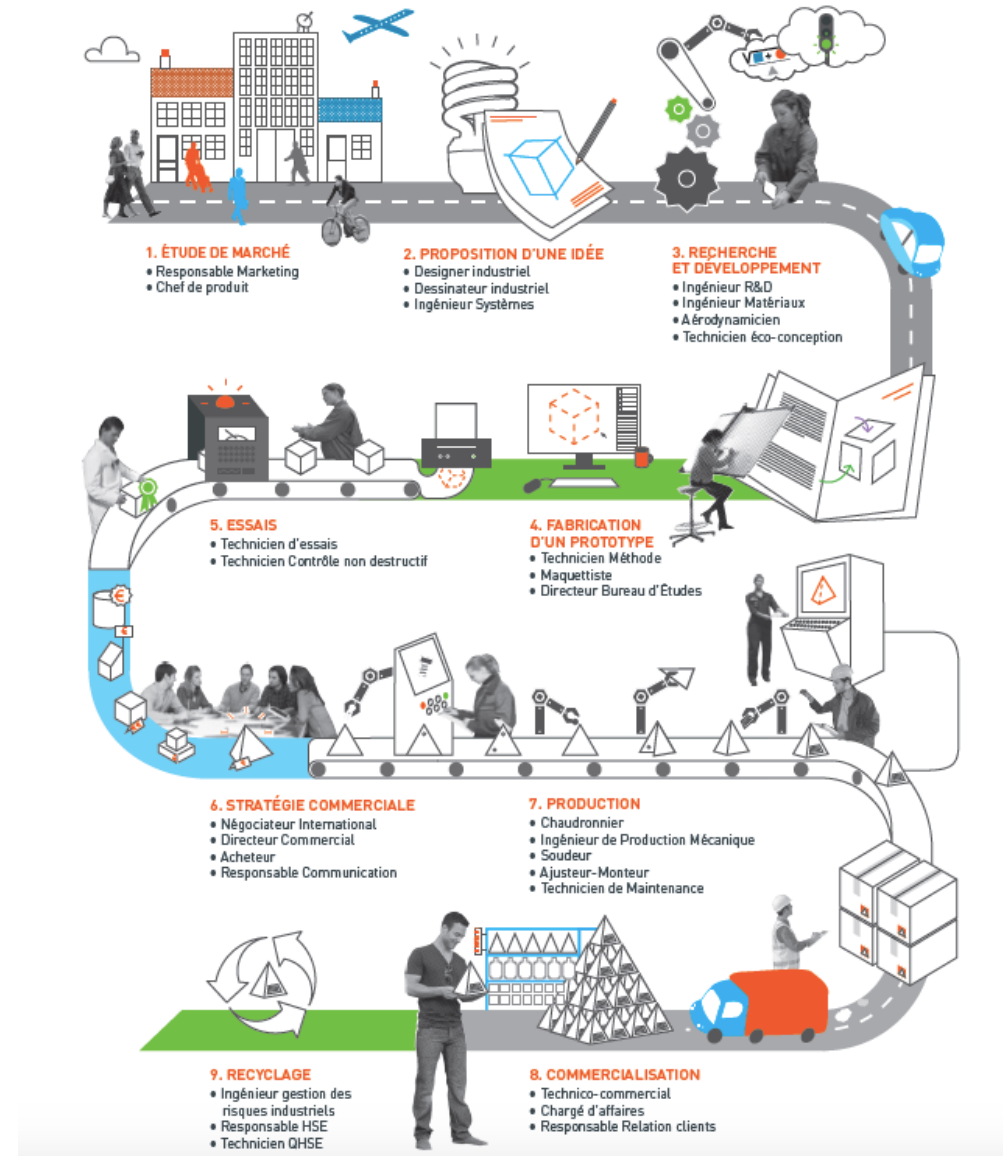 1. ÉTUDE DE MARCHÉ
• Responsable Marketing
• Chef de produit
2. PROPOSITION D'UNE IDÉE
• Designer industriel
• Dessinateur industriel
• Ingénieur Systèmes
3. RECHERCHE
ET DÉVELOPPEMENT
• Ingénieur R&D
• Ingénieur Matériaux
• Aérodynamicien
• Technicien éco-conception
4. FABRICATION
D'UN PROTOTYPE
• Technicien Méthode
• Maquettiste
• Directeur Bureau d'Études
5. ESSAIS
• Technicien d'essais
• Technicien Contrôle non destructif
€
6. STRATÉGIE COMMERCIALE
• Négociateur International
• Directeur Commercial
• Acheteur
• Responsable Communication
7. PRODUCTION
• Chaudronnier
• Ingénieur de Production Mécanique
• Soudeur
• Ajusteur-Monteur
• Technicien de Maintenance
8. COMMERCIALISATION
• Technico-commercial
• Chargé d'affaires
• Responsable Relation clients
9. RECYCLAGE
• Ingénieur gestion des
risques industriels
• Responsable HSE
• Technicien QHSE